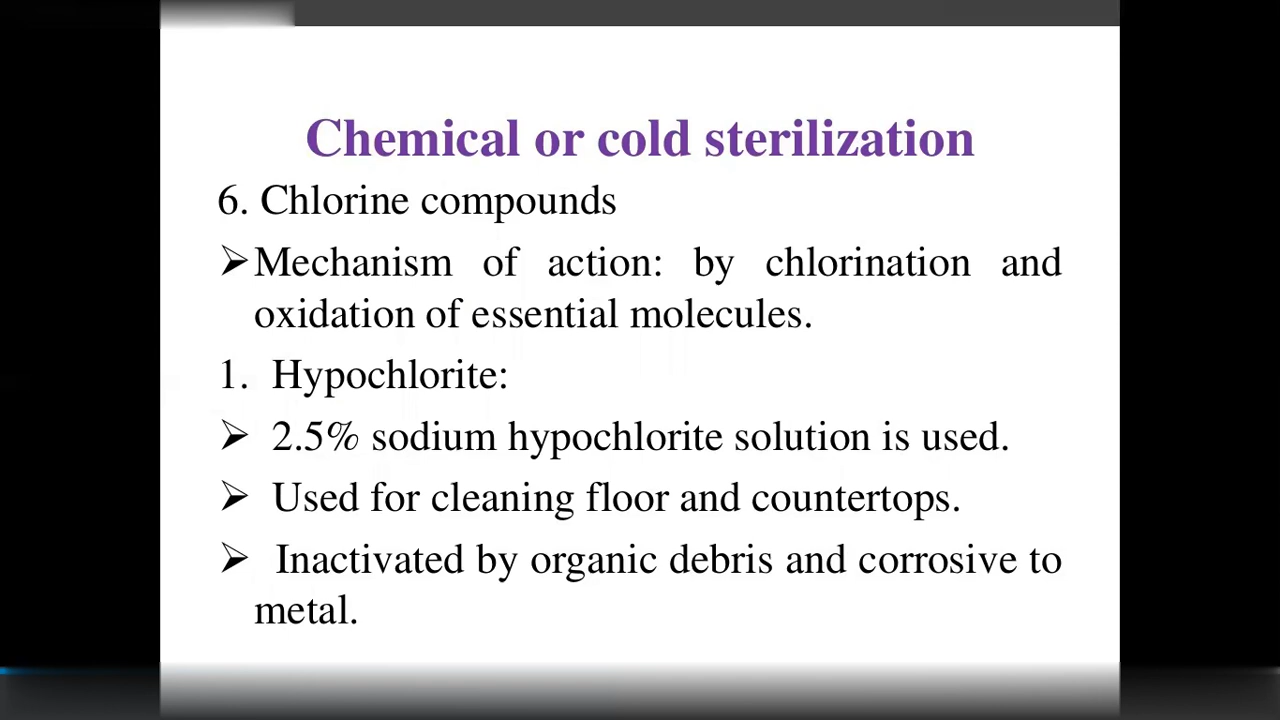 Chemical or cold sterilization
6. Chlorine compounds
➢Mechanism of action: by chlorination and
oxidation of essential molecules.
1. Hypochlorite:
➢ 2.5% sodium hypochlorite solution is used.
➢ Used for cleaning floor and countertops.
➢ Inactivated by organic debris and corrosive to
metal.